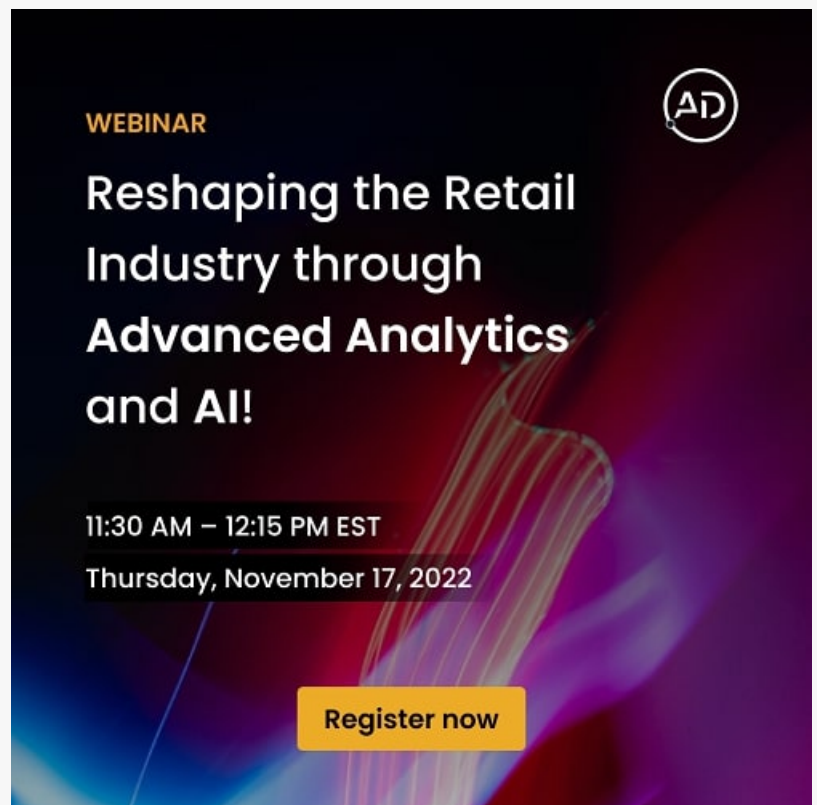 WEBINAR
AD
Reshaping the Retail
Industry through
Advanced Analytics
and AI!
11:30 AM – 12:15 PM EST
Thursday, November 17, 2022
Register now